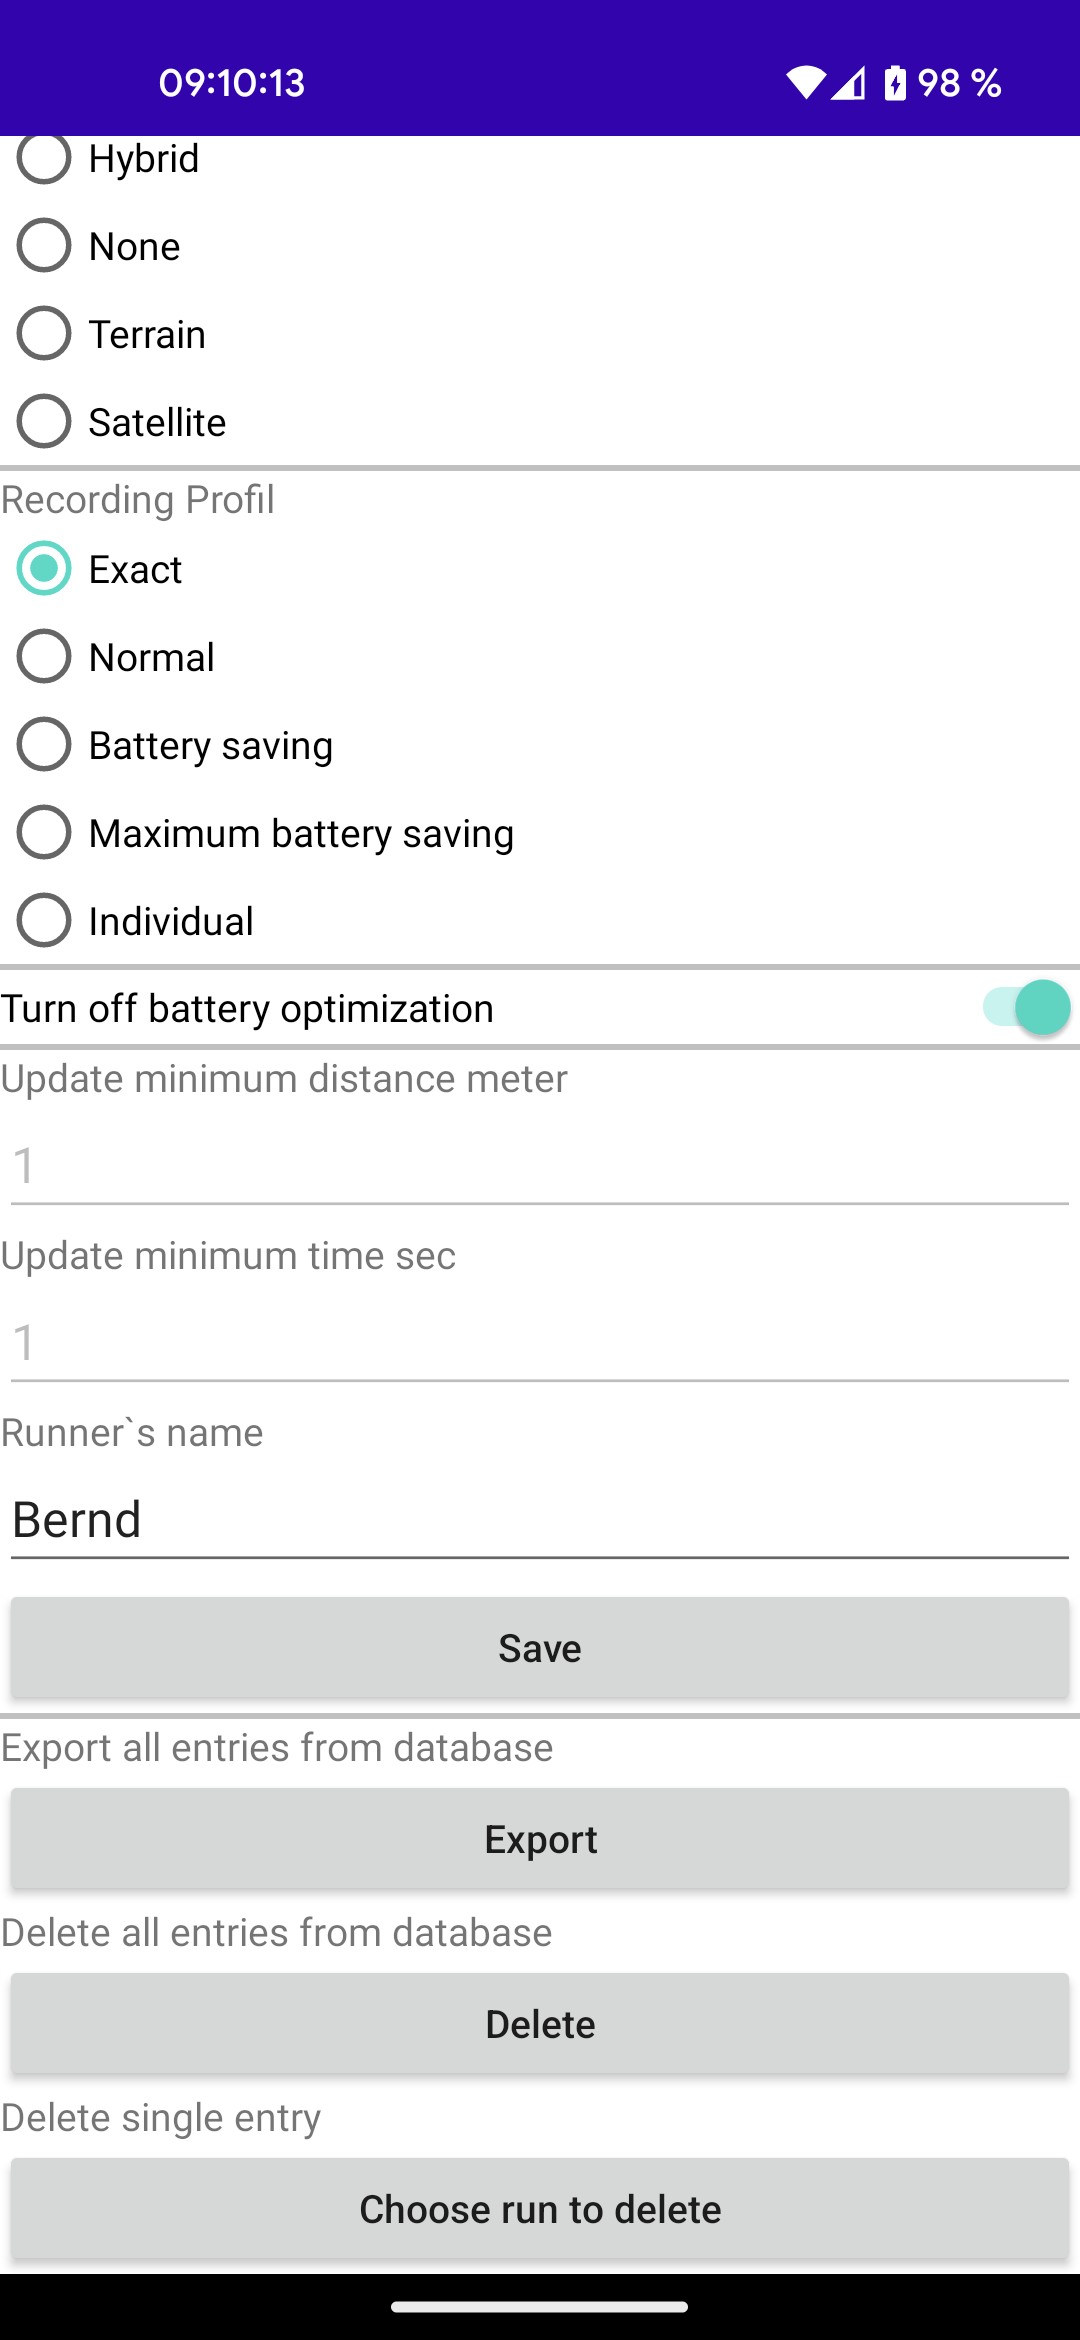 09:10:13
98 %
Hybrid
None
Terrain
Satellite
Recording Profil
Exact
Normal
Battery saving
Maximum battery saving
Individual
Turn off battery optimization
Update minimum distance meter
1
Update minimum time sec
1
Runner`s name
Bernd
Save
Export all entries from database
Export
Delete all entries from database
Delete
Delete single entry
Choose run to delete